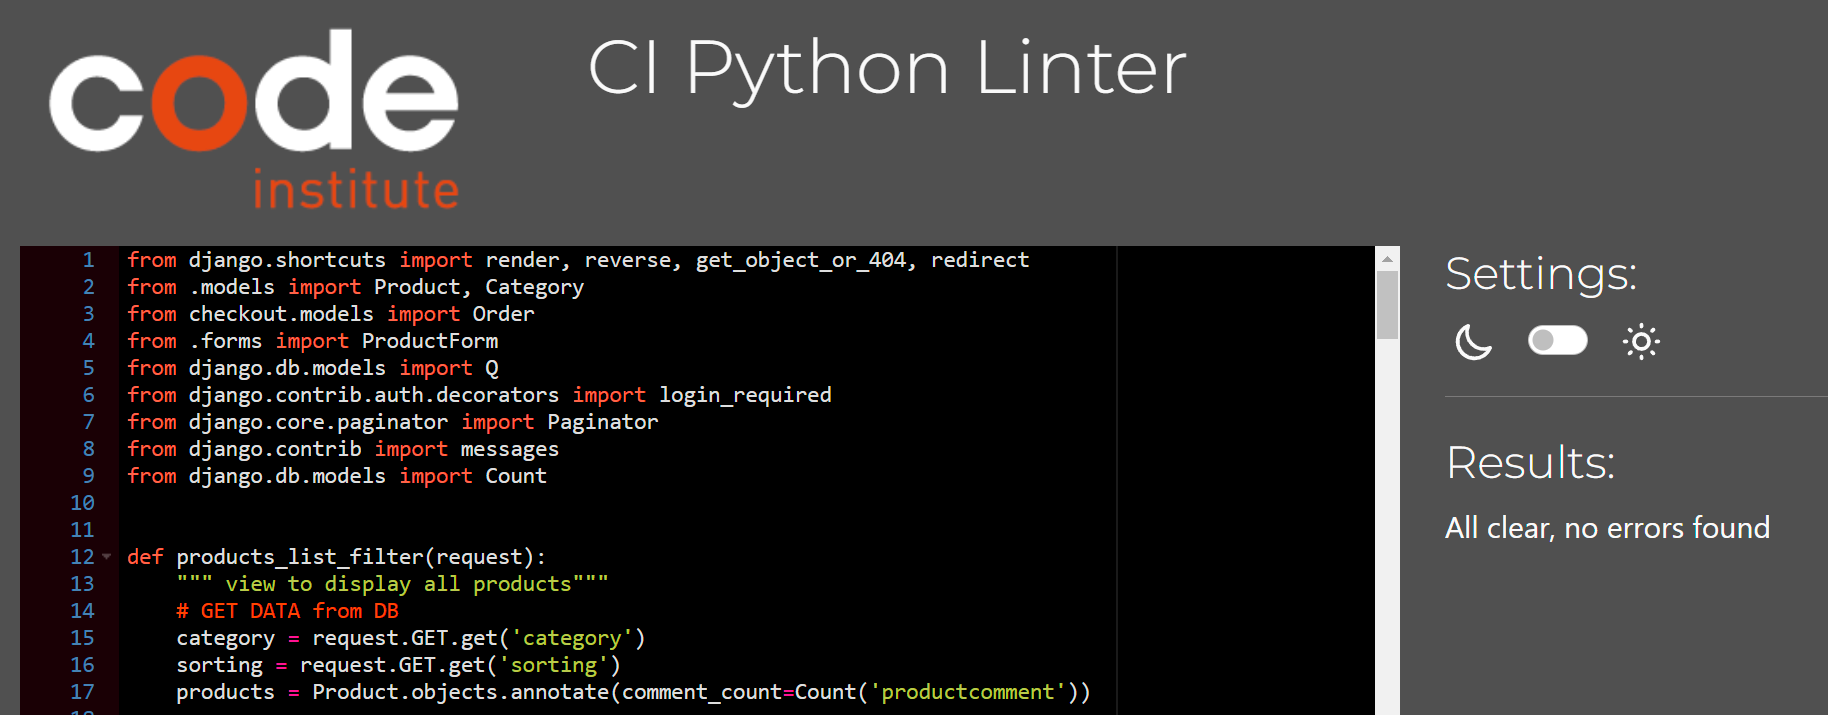 code
institute
CI Python Linter
1 from django.shortcuts import render, reverse, get_object_or_404, redirect
2 from .models import Product, Category
3 from checkout.models import Order
4 from .forms import ProductForm
5 from django.db.models import Q
6 from django.contrib.auth.decorators import login_required
7 from django.core.paginator import Paginator
8 from django.contrib import messages
9 from django.db.models import Count
10
11
12 def products_list_filter(request):
13     """ view to display all products"""
14     # GET DATA from DB
15     category = request.GET.get('category')
16     sorting = request.GET.get('sorting')
17     products = Product.objects.annotate(comment_count=Count('productcomment'))
Settings:
Results:
All clear, no errors found